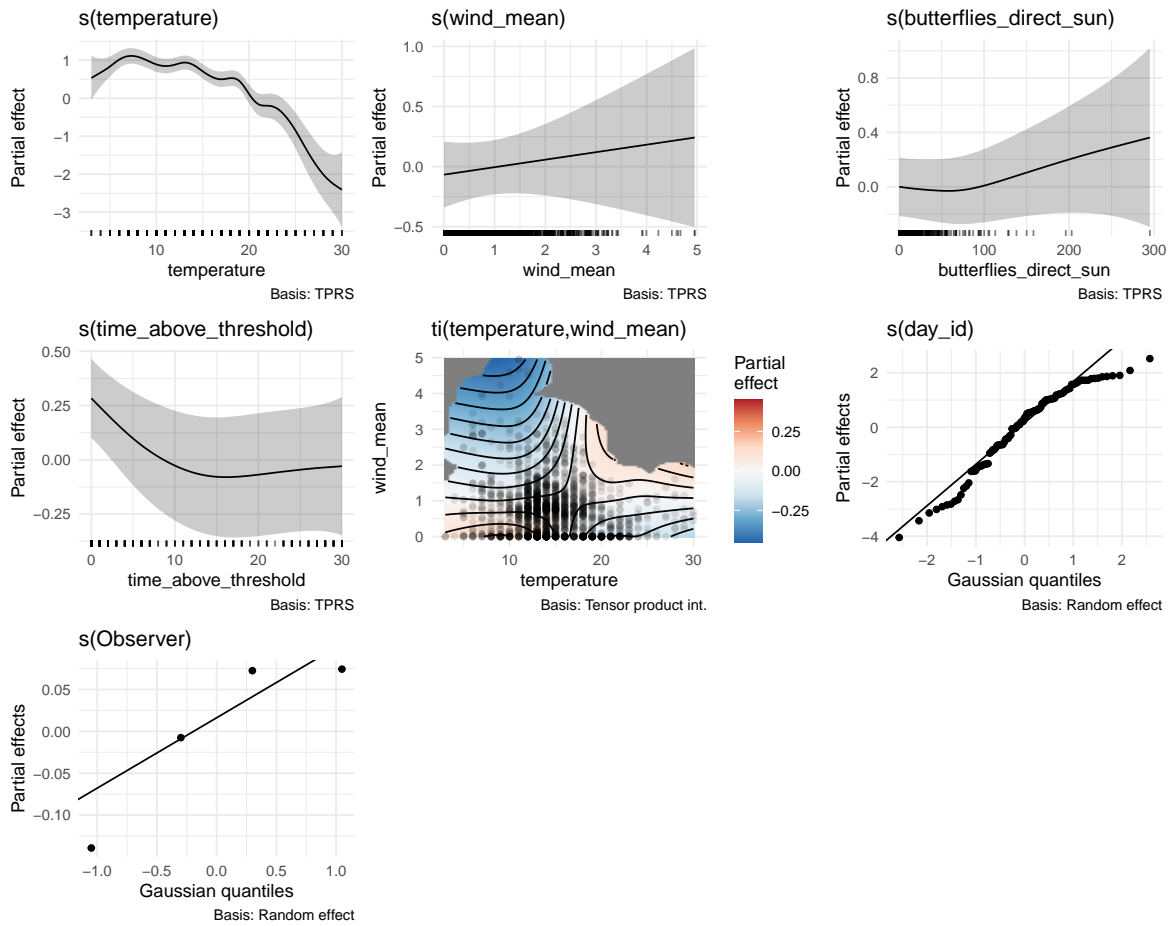 s(temperature)
1
0
−1
−2
−3
Partial effect
10
20
30
temperature
Basis: TPRS
s(wind_mean)
1.0
0.5
0.0
−0.5
Partial effect
0
1
2
3
4
5
wind_mean
Basis: TPRS
s(butterflies_direct_sun)
0.8
0.4
0.0
Partial effect
0
100
200
300
butterflies_direct_sun
Basis: TPRS
s(time_above_threshold)
0.50
0.25
0.00
−0.25
Partial effect
0
10
20
30
time_above_threshold
Basis: TPRS
ti(temperature,wind_mean)
5
4
3
2
1
0
wind_mean
10
20
30
temperature
Basis: Tensor product int.
Partial
effect
0.25
0.00
−0.25
s(day_id)
2
0
−2
−4
Partial effects
−2
−1
0
1
2
Gaussian quantiles
Basis: Random effect
s(Observer)
0.05
0.00
−0.05
−0.10
Partial effects
−1.0
−0.5
0.0
0.5
1.0
Gaussian quantiles
Basis: Random effect